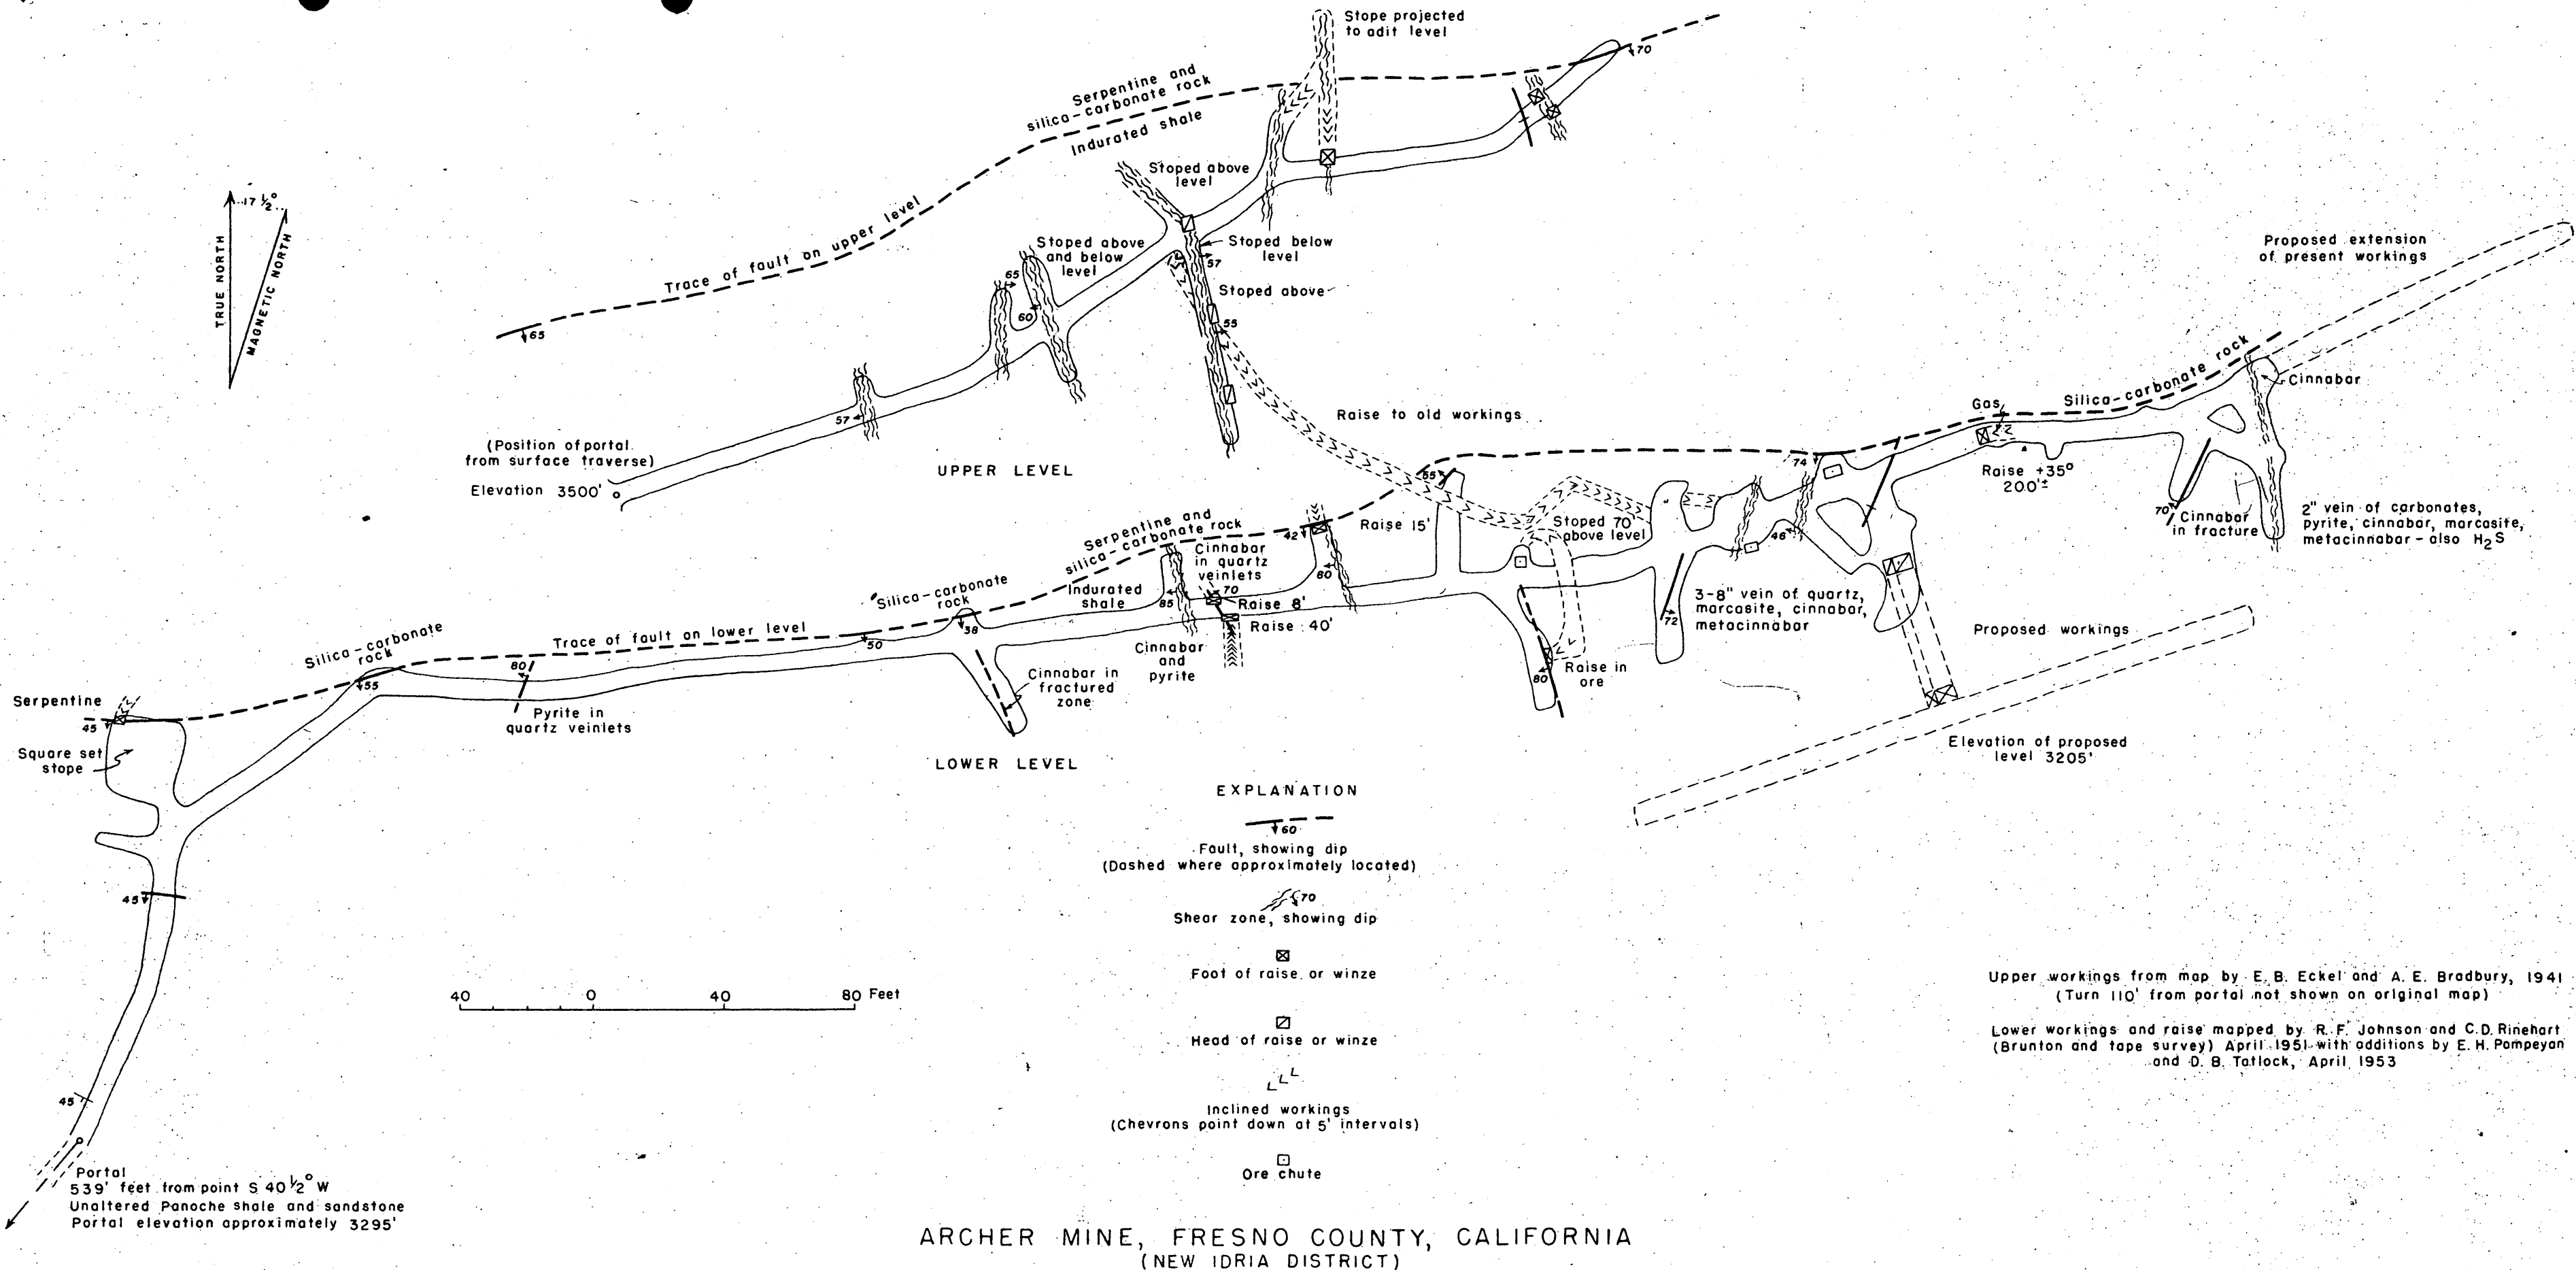 Stope projected
to adit level
70
Serpentine and
silica-carbonate rock
Indurated shale
Stoped above
level
17 ½°
TRUE NORTH
MAGNETIC NORTH
Trace of fault on upper level
65
Stoped above
and below
level
65
60
Stoped below
level
57
Stoped above
55
57
(Position of portal
from surface traverse)
Elevation 3500'
UPPER LEVEL
Raise to old workings
Proposed extension
of present workings
Gas
Silica-carbonate rock
Cinnabar
Raise +35°
200'±
70
Cinnabar
in fracture
2" vein of carbonates,
pyrite, cinnabar, marcasite,
metacinnabar - also H2S
74
46
55
Stoped 70'
above level
Raise 15'
42
60
Serpentine and
silica-carbonate rock
Cinnabar
in quartz
veinlets
70
Raise 8'
Raise 40'
85
Indurated
shale
Cinnabar
and
pyrite
Silica-carbonate
rock
38
50
Trace of fault on lower level
Silica-carbonate
rock
55
80
Pyrite in
quartz veinlets
Cinnabar in
fractured
zone
72
3-8" vein of quartz,
marcasite, cinnabar,
metacinnabar
Raise in
ore
80
Proposed workings
Elevation of proposed
level 3205'
Serpentine
45
Square set
stope
45
45
LOWER LEVEL
EXPLANATION
60
Fault, showing dip
(Dashed where approximately located)
70
Shear zone, showing dip
Foot of raise or winze
Head of raise or winze
Inclined workings
(Chevrons point down at 5' intervals)
Ore chute
40 0 40 80 Feet
Upper workings from map by E. B. Eckel and A. E. Bradbury, 1941
(Turn 110' from portal not shown on original map)
Lower workings and raise mapped by R. F. Johnson and C.D. Rinehart
(Brunton and tape survey) April 1951 with additions by E. H. Pampeyan
and D. B. Tatlock, April 1953
Portal
539' feet from point S 40 ½° W
Unaltered Panoche shale and sandstone
Portal elevation approximately 3295'
ARCHER MINE, FRESNO COUNTY, CALIFORNIA
(NEW IDRIA DISTRICT)